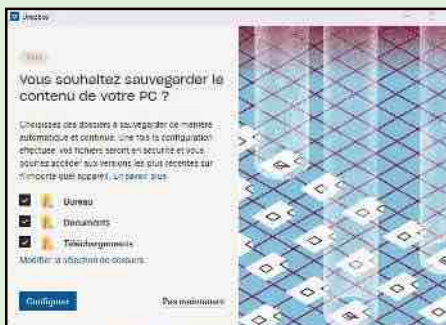 Dropbox
Vous souhaitez sauvegarder le
contenu de votre PC ?
Choisissez des dossiers à sauvegarder de manière
automatique et continue. Une fois la configuration
effectuée, vos fichiers seront en sécurité et vous
pourrez accéder aux versions les plus récentes sur
n'importe quel appareil. En savoir plus
Bureau
Documents
Téléchargements
Modifier la sélection de dossiers
Configurer
Pas maintenant